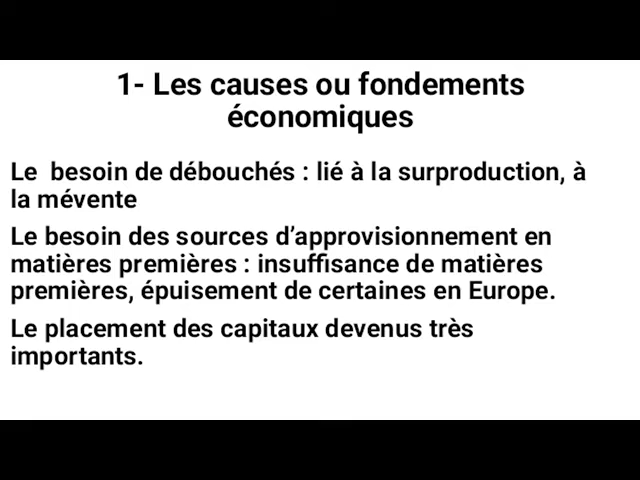 1- Les causes ou fondements
économiques
Le  besoin de débouchés : lié à la surproduction, à
la mévente
Le besoin des sources d’approvisionnement en
matières premières : insuffisance de matières
premières, épuisement de certaines en Europe.
Le placement des capitaux devenus très
importants.